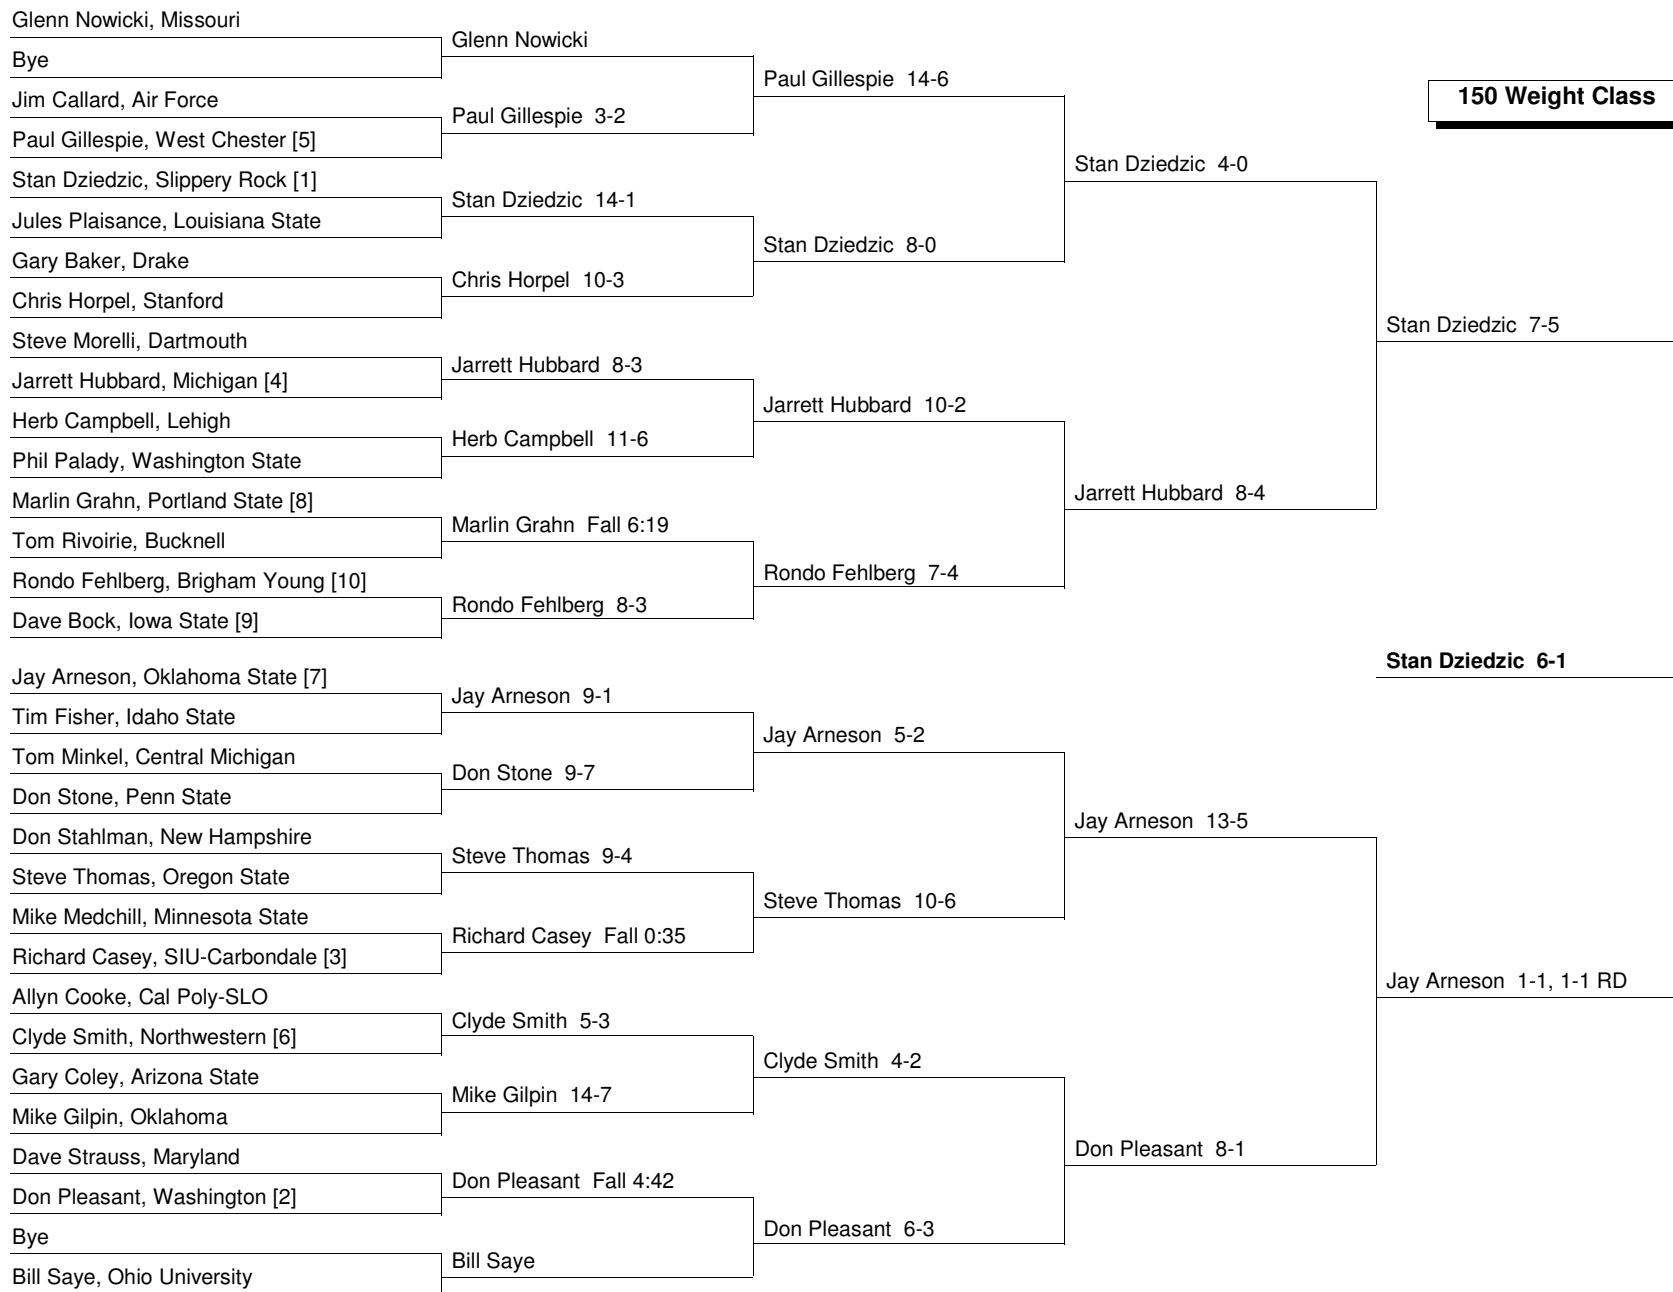 Glenn Nowicki, Missouri
Bye
Jim Callard, Air Force
Paul Gillespie, West Chester [5]
Stan Dziedzic, Slippery Rock [1]
Jules Plaisance, Louisiana State
Gary Baker, Drake
Chris Horpel, Stanford
Steve Morelli, Dartmouth
Jarrett Hubbard, Michigan [4]
Herb Campbell, Lehigh
Phil Palady, Washington State
Marlin Grahn, Portland State [8]
Tom Rivoirie, Bucknell
Rondo Fehlberg, Brigham Young [10]
Dave Bock, Iowa State [9]
Jay Arneson, Oklahoma State [7]
Tim Fisher, Idaho State
Tom Minkel, Central Michigan
Don Stone, Penn State
Don Stahlman, New Hampshire
Steve Thomas, Oregon State
Mike Medchill, Minnesota State
Richard Casey, SIU-Carbondale [3]
Allyn Cooke, Cal Poly-SLO
Clyde Smith, Northwestern [6]
Gary Coley, Arizona State
Mike Gilpin, Oklahoma
Dave Strauss, Maryland
Don Pleasant, Washington [2]
Bye
Bill Saye, Ohio University
Glenn Nowicki
Paul Gillespie 3-2
Stan Dziedzic 14-1
Chris Horpel 10-3
Jarrett Hubbard 8-3
Herb Campbell 11-6
Marlin Grahn Fall 6:19
Rondo Fehlberg 8-3
Jay Arneson 9-1
Don Stone 9-7
Steve Thomas 9-4
Richard Casey Fall 0:35
Clyde Smith 5-3
Mike Gilpin 14-7
Don Pleasant Fall 4:42
Bill Saye
Paul Gillespie 14-6
Stan Dziedzic 8-0
Jarrett Hubbard 10-2
Rondo Fehlberg 7-4
Jay Arneson 5-2
Steve Thomas 10-6
Clyde Smith 4-2
Don Pleasant 6-3
Stan Dziedzic 4-0
Jarrett Hubbard 8-4
Jay Arneson 13-5
Don Pleasant 8-1
150 Weight Class
Stan Dziedzic 7-5
Stan Dziedzic 6-1
Jay Arneson 1-1, 1-1 RD